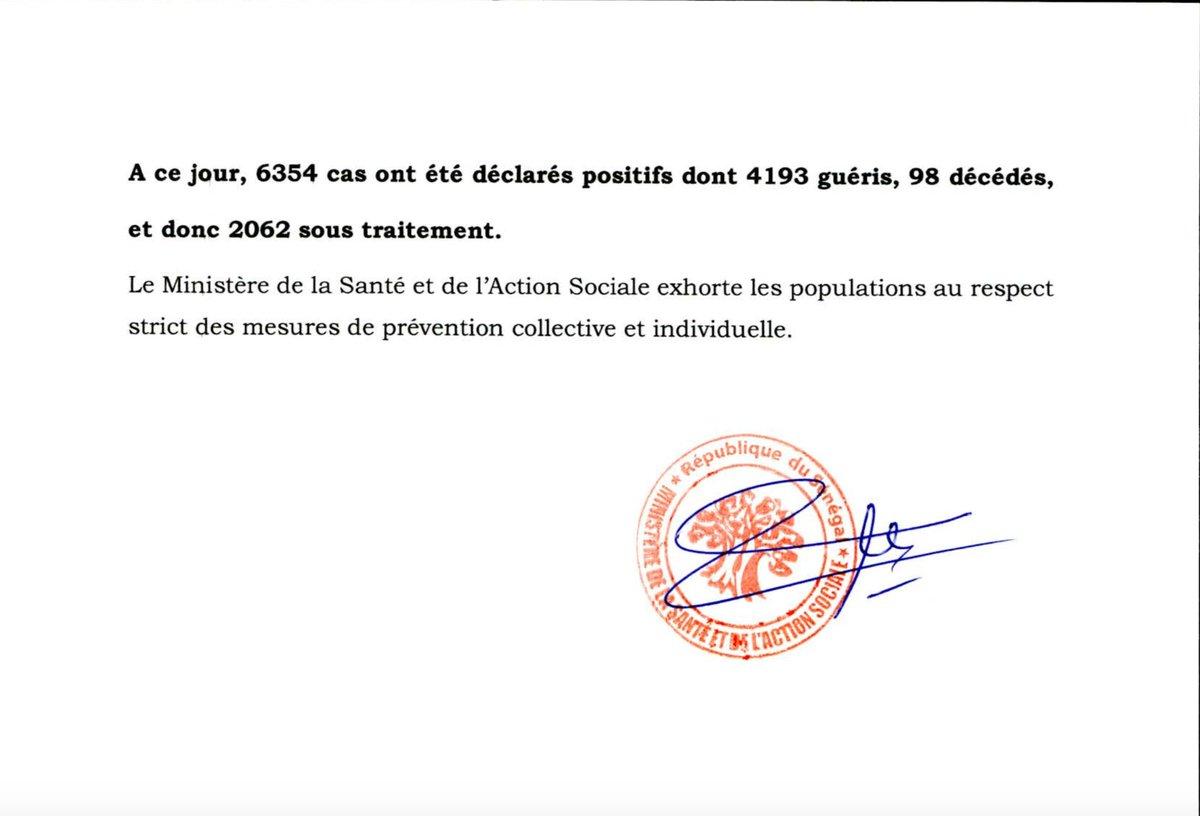 A ce jour, 6354 cas ont été déclarés positifs dont 4193 guéris, 98 décédés,
et donc 2062 sous traitement.
Le Ministère de la Santé et de l'Action Sociale exhorte les populations au respect
strict des mesures de prévention collective et individuelle.
République du Sénégal
MINISTERE DE LA SANTÉ ET DE L'ACTION SOCIALE